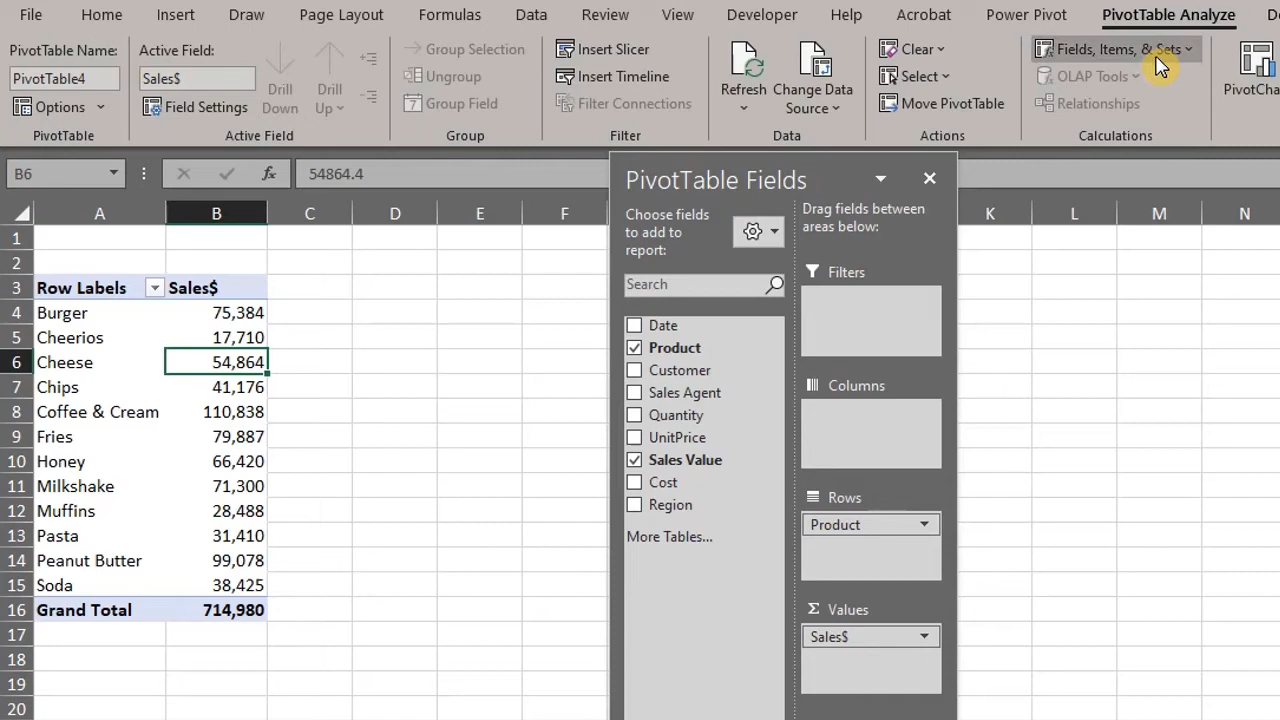 File Home Insert Draw Page Layout Formulas Data Review View Developer Help Acrobat Power Pivot PivotTable Analyze
PivotTable Name:
PivotTable4
Options
PivotTable
Active Field:
Sales$
Field Settings
Drill
Down
Drill
Up
Active Field
Group Selection
Ungroup
7 Group Field
Group
Insert Slicer
Insert Timeline
Filter Connections
Filter
Refresh
Change Data
Source
Data
Clear
Select
Move PivotTable
Actions
Fields, Items, & Sets
OLAP Tools
Relationships
Calculations
B6
fx
54864.4
A B C D E F K L M N
1
2
3 Row Labels Sales$
4 Burger 75,384
5 Cheerios 17,710
6 Cheese 54,864
7 Chips 41,176
8 Coffee & Cream 110,838
9 Fries 79,887
10 Honey 66,420
11 Milkshake 71,300
12 Muffins 28,488
13 Pasta 31,410
14 Peanut Butter 99,078
15 Soda 38,425
16 Grand Total 714,980
17
18
19
20
PivotTable Fields
Choose fields
to add to
report:
Search
Date
Product
Customer
Sales Agent
Quantity
UnitPrice
Sales Value
Cost
Region
More Tables...
Drag fields between
areas below:
Filters
Columns
Rows
Product
Σ Values
Sales$